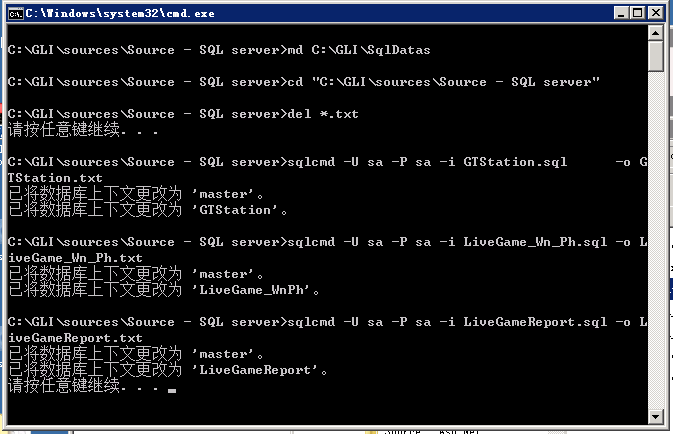 C:\Windows\system32\cmd.exe
C:\GLI\sources\Source - SQL server>md C:\GLI\SqlDatas
C:\GLI\sources\Source - SQL server>cd "C:\GLI\sources\Source - SQL server"
C:\GLI\sources\Source - SQL server>del *.txt
请按任意键继续. . .
C:\GLI\sources\Source - SQL server>sqlcmd -U sa -P sa -i GTStation.sql      -o G
TStation.txt
已将数据库上下文更改为 'master'。
已将数据库上下文更改为 'GTStation'。
C:\GLI\sources\Source - SQL server>sqlcmd -U sa -P sa -i LiveGame_Wn_Ph.sql -o L
iveGame_Wn_Ph.txt
已将数据库上下文更改为 'master'。
已将数据库上下文更改为 'LiveGame_WnPh'。
C:\GLI\sources\Source - SQL server>sqlcmd -U sa -P sa -i LiveGameReport.sql -o L
iveGameReport.txt
已将数据库上下文更改为 'master'。
已将数据库上下文更改为 'LiveGameReport'。
请按任意键继续. . .